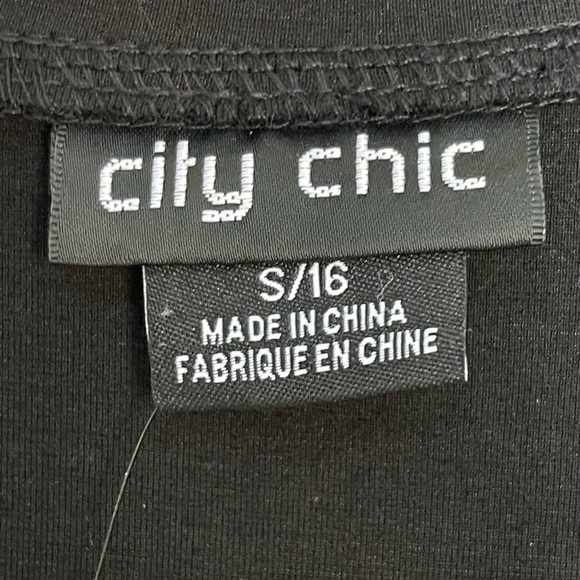 city chic
S/16
MADE IN CHINA
FABRIQUE EN CHINE